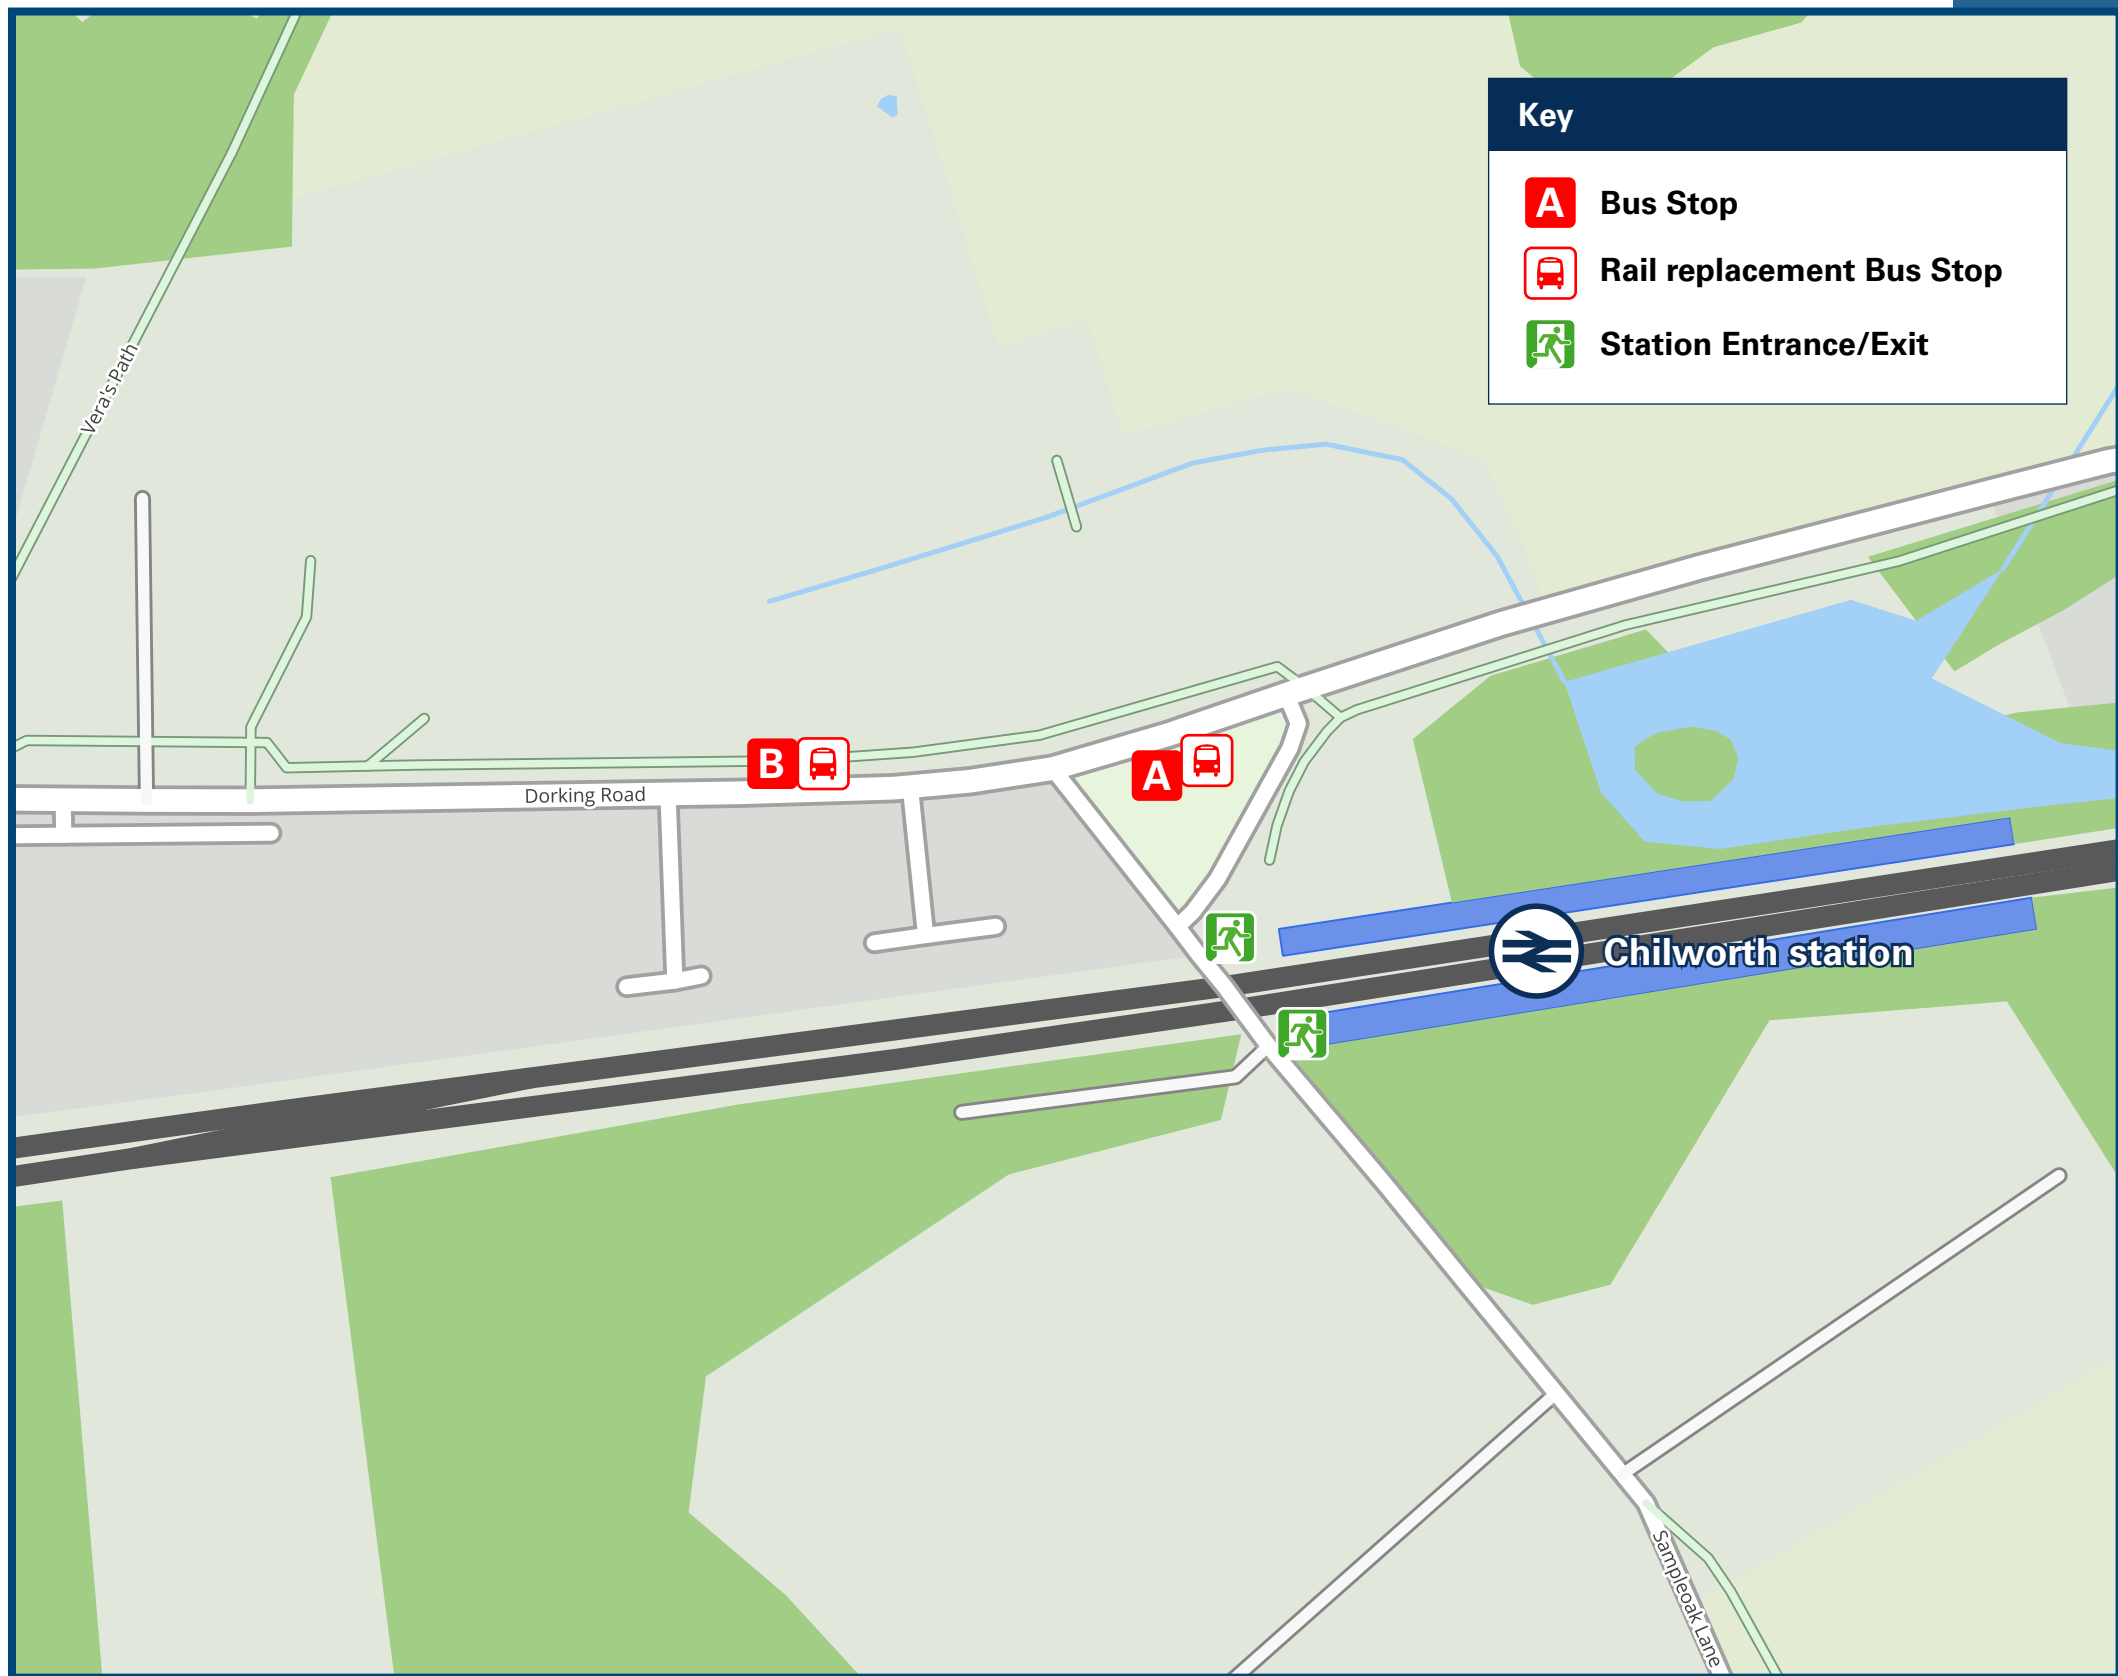 Key
A Bus Stop
Rail replacement Bus Stop
Station Entrance/Exit
Vera's Path
B
A
Dorking Road
Chilworth station
Sampleoak Lane